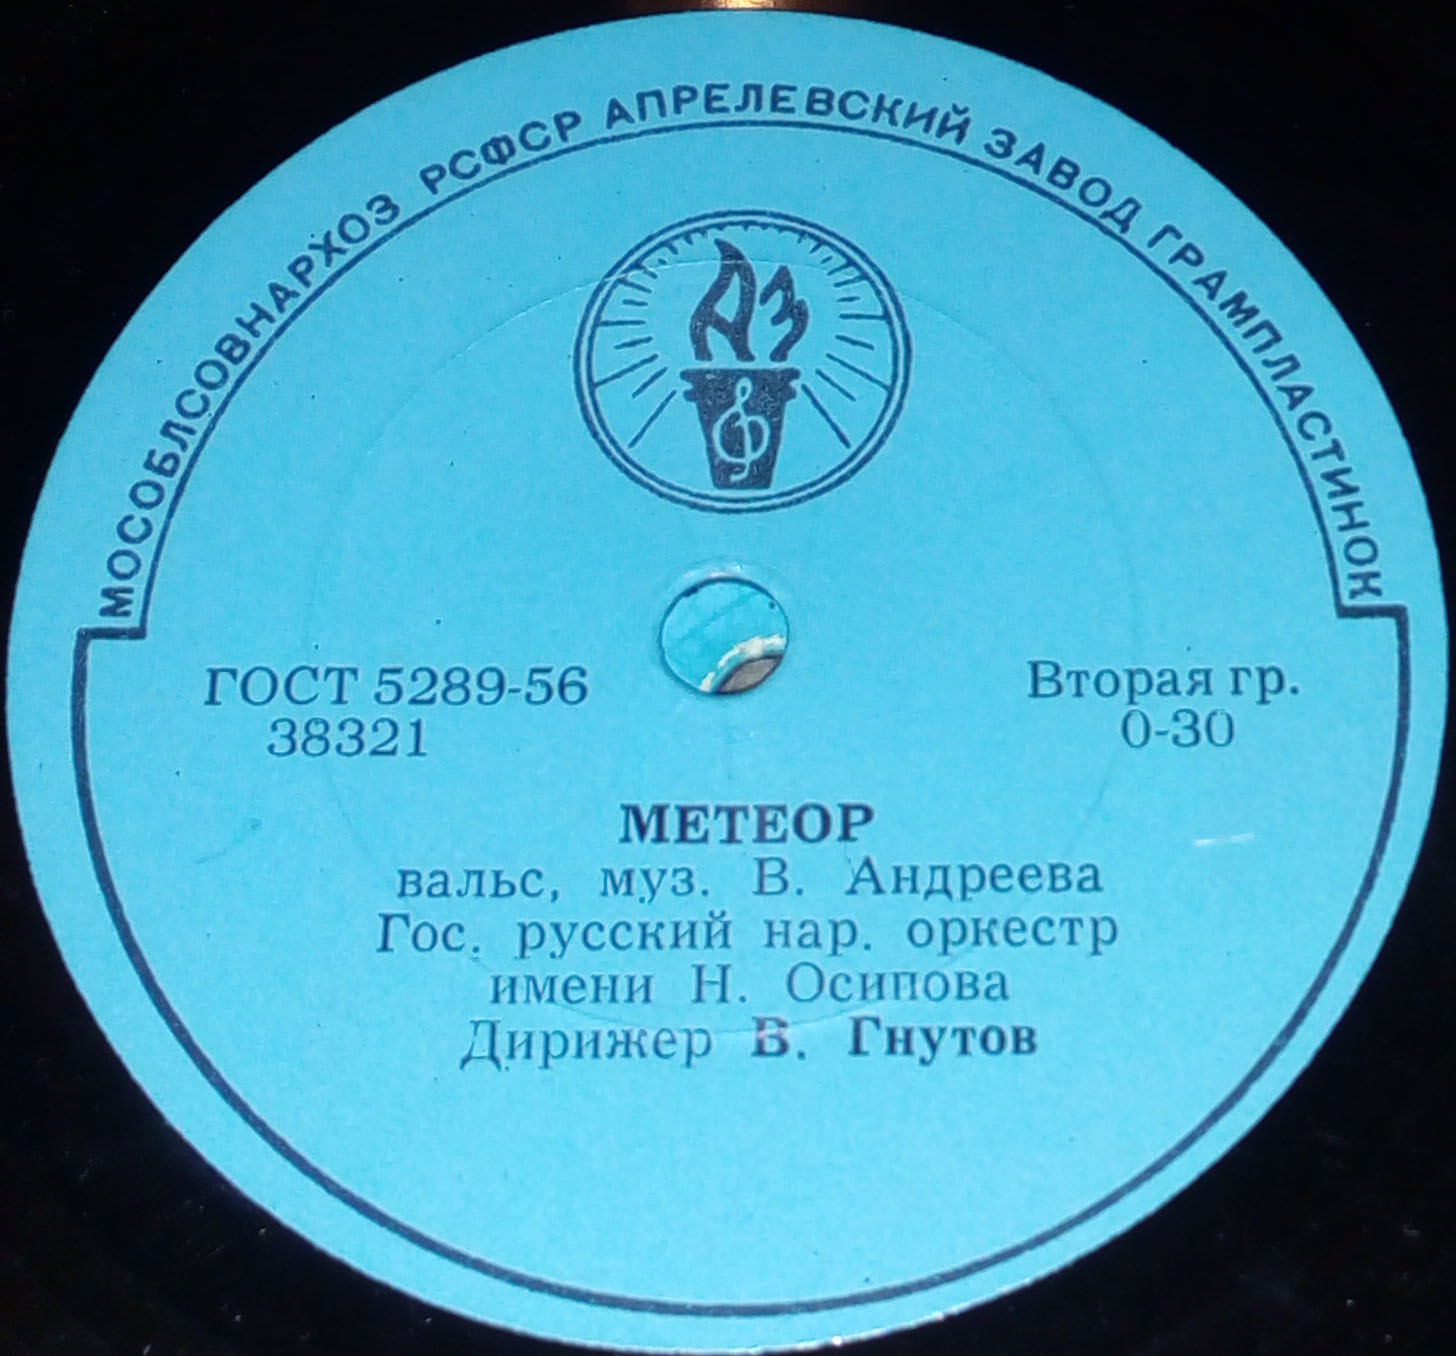 МОСОБЛСОВНАРХОЗ РСФСР АПРЕЛЕВСКИЙ ЗАВОД ГРАМПЛАСТИНОК
АЗ
ГОСТ 5289-56
38321
Вторая гр.
0-30
МЕТЕОР
вальс, муз. В. Андреева
Гос. русский нар. оркестр
имени Н. Осипова
Дирижер В. Гнутов